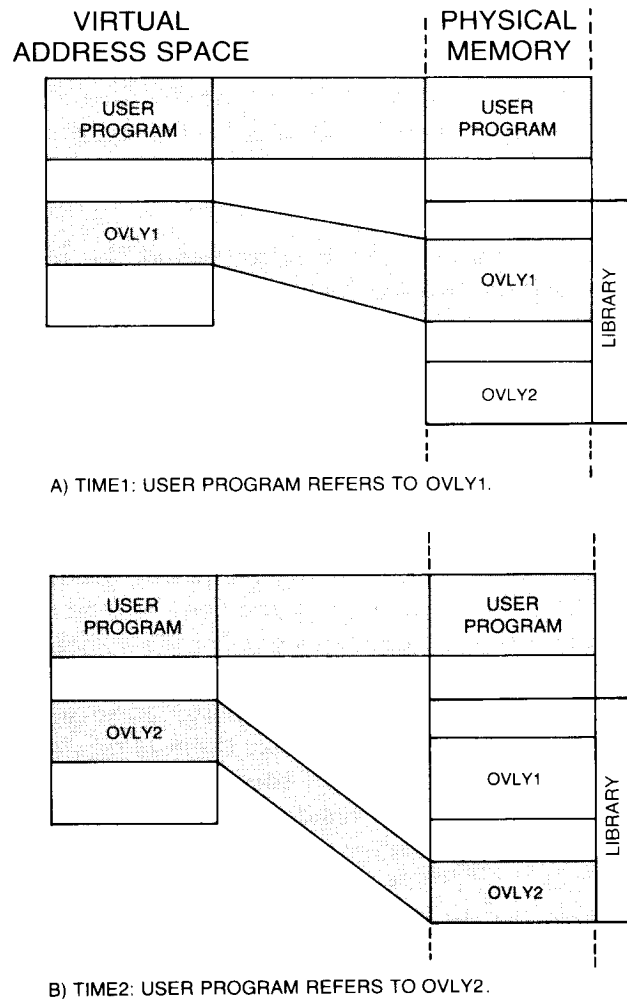 VIRTUAL
ADDRESS SPACE
PHYSICAL
MEMORY
USER
PROGRAM
USER
PROGRAM
OVLY1
OVLY1
OVLY2
LIBRARY
A) TIME1: USER PROGRAM REFERS TO OVLY1.
USER
PROGRAM
USER
PROGRAM
OVLY2
OVLY1
OVLY2
LIBRARY
B) TIME2: USER PROGRAM REFERS TO OVLY2.